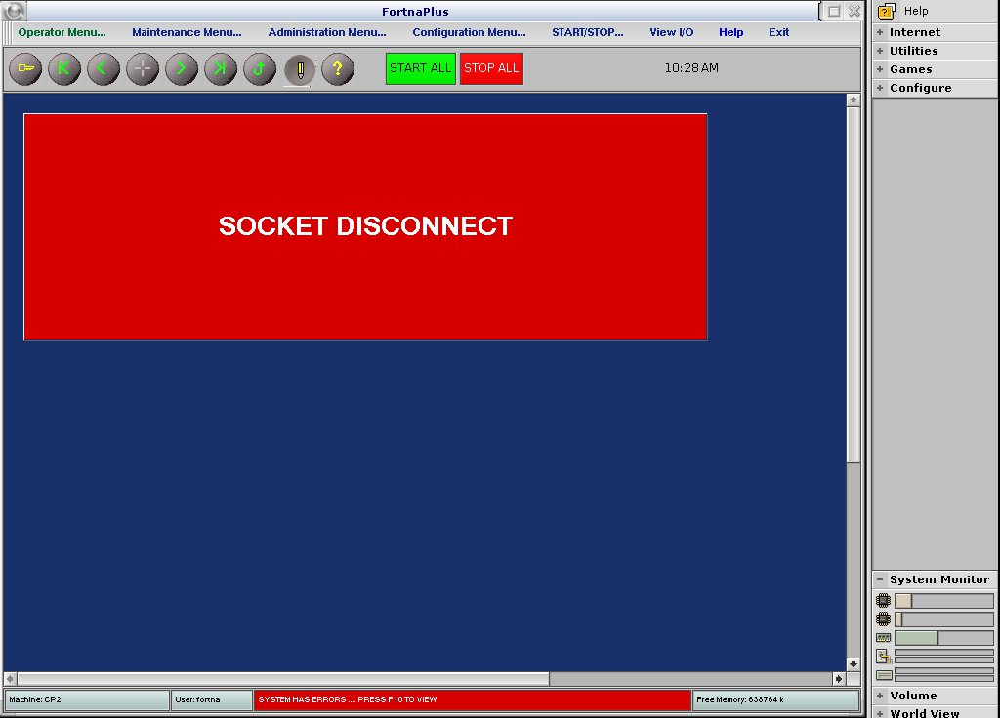 FortnaPlus
Operator Menu... Maintenance Menu... Administration Menu... Configuration Menu... START/STOP... View I/O Help Exit
START ALL STOP ALL 10:28 AM
SOCKET DISCONNECT
Machine: CP2 User: fortna SYSTEM HAS ERRORS .... PRESS F10 TO VIEW Free Memory: 638764 k
Help
Internet
Utilities
Games
Configure
System Monitor
Volume
World View